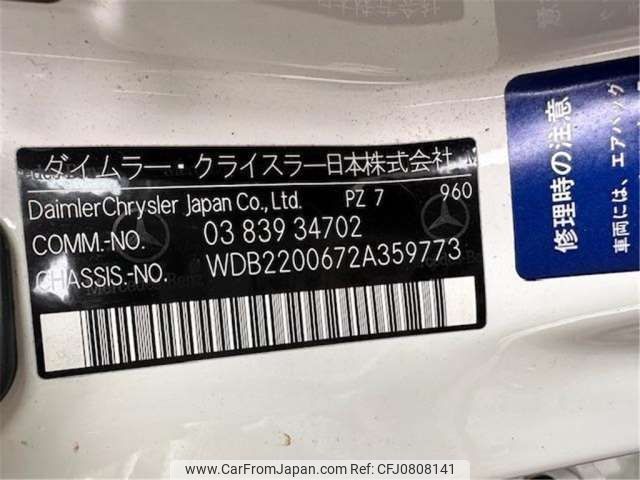 ダイムラー・クライスラー日本株式会社
DaimlerChrysler Japan Co., Ltd. PZ 7 960
COMM.-NO. 03 839 34702
CHASSIS.-NO. WDB2200672A359773
修理時の注意
車両には、エアバッグ
www.CarFromJapan.com CFJ0808141